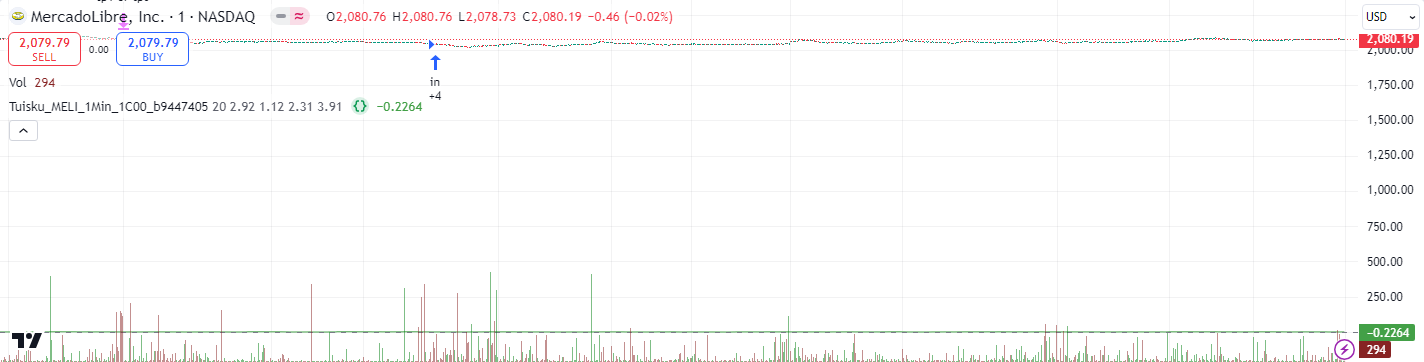 MercadoLibre, Inc. · 1 · NASDAQ O2,080.76 H2,080.76 L2,078.73 C2,080.19 −0.46 (−0.02%)
USD
2,079.79
SELL
0.00
2,079.79
BUY
2,080.19
2,000.00
Vol 294
in
+4
Tuisku_MELI_1Min_1C00_b9447405 20 2.92 1.12 2.31 3.91 {} −0.2264
1,750.00
1,500.00
1,250.00
1,000.00
750.00
500.00
250.00
−0.2264
294